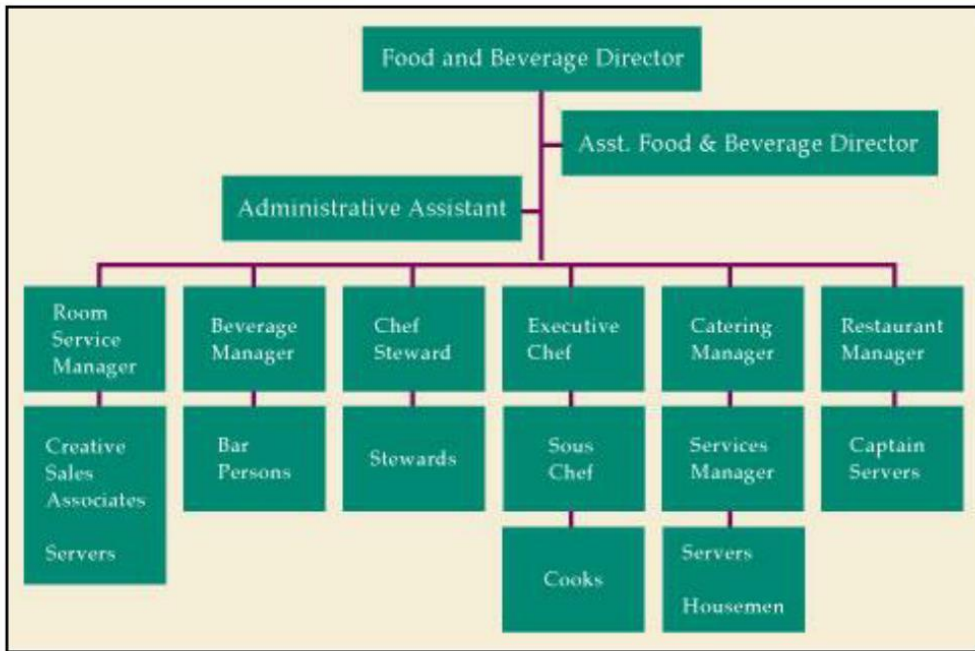 Food and Beverage Director
Asst. Food & Beverage Director
Administrative Assistant
Room
Service
Manager
Beverage
Manager
Chef
Steward
Executive
Chef
Catering
Manager
Restaurant
Manager
Creative
Sales
Associates
Servers
Bar
Persons
Stewards
Sous
Chef
Services
Manager
Captain
Servers
Cooks
Servers
Housemen